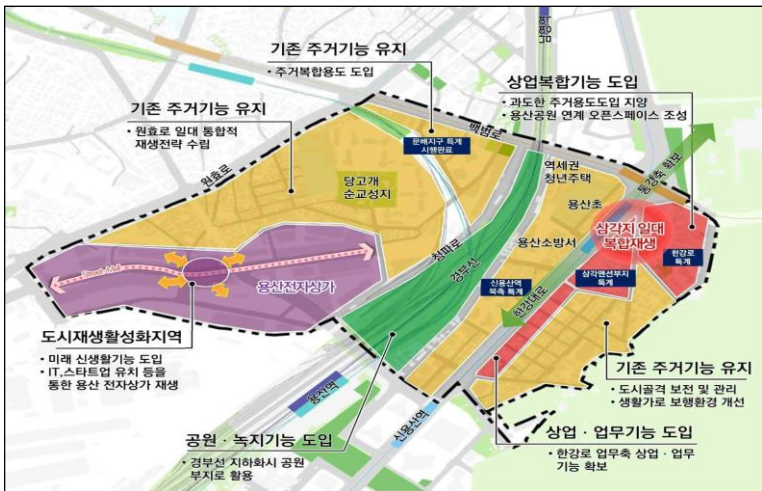 기존 주거기능 유지
• 주거복합용도 도입
기존 주거기능 유지
• 원효로 일대 통합적
재생전략 수립
상업복합기능 도입
• 과도한 주거용도도입 지양
• 용산공원 연계 오픈스페이스 조성
원효로
백범로
문배지구 특계
시행완료
역세권
청년주택
통경축 확보
당고개
순교성지
용산초
삼각지 일대
복합재생
한강로
특계
청파로
경부선
용산소방서
삼각맨션부지
특계
신용산역
북측 특계
한강대로
Street Mall
용산전자상가
도시재생활성화지역
• 미래 신생활기능 도입
• IT,스타트업 유치 등을
통한 용산 전자상가 재생
기존 주거기능 유지
• 도시골격 보전 및 관리
• 생활가로 보행환경 개선
용산역
신용산역
공원 · 녹지기능 도입
• 경부선 지하화시 공원
부지로 활용
상업 · 업무기능 도입
• 한강로 업무축 상업 · 업무
기능 확보